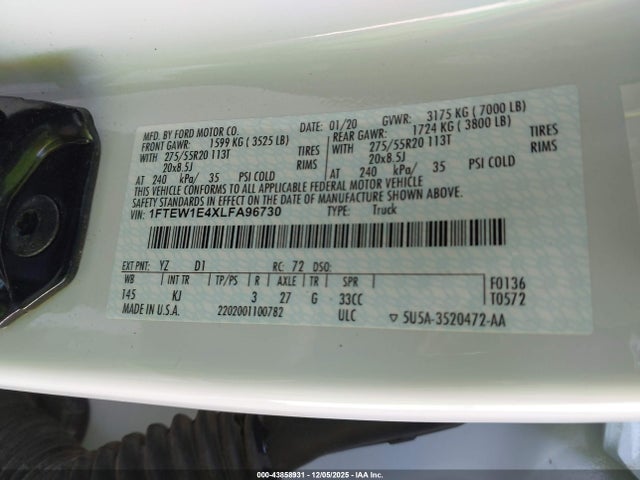 MFD. BY FORD MOTOR CO.
DATE: 01/20 GVWR: 3175 KG (7000 LB)
FRONT GAWR: 1599 KG (3525 LB) REAR GAWR: 1724 KG (3800 LB)
WITH 275/55R20 113T TIRES WITH 275/55R20 113T TIRES
20x8.5J RIMS 20x8.5J RIMS
AT 240 kPa/ 35 PSI COLD AT 240 kPa/ 35 PSI COLD
THIS VEHICLE CONFORMS TO ALL APPLICABLE FEDERAL MOTOR VEHICLE
SAFETY STANDARDS IN EFFECT ON THE DATE OF MANUFACTURE SHOWN ABOVE.
VIN: 1FTEW1E4XLFA96730 TYPE: Truck
EXT PNT: YZ D1 RC: 72 DSO:
WB INT TR TP/PS R AXLE TR SPR F0136
145 KJ 3 27 G 33CC T0572
MADE IN U.S.A. 2202001100782 ULC ▽ 5U5A-3520472-AA
000-43858931 - 12/05/2025 - IAA Inc.